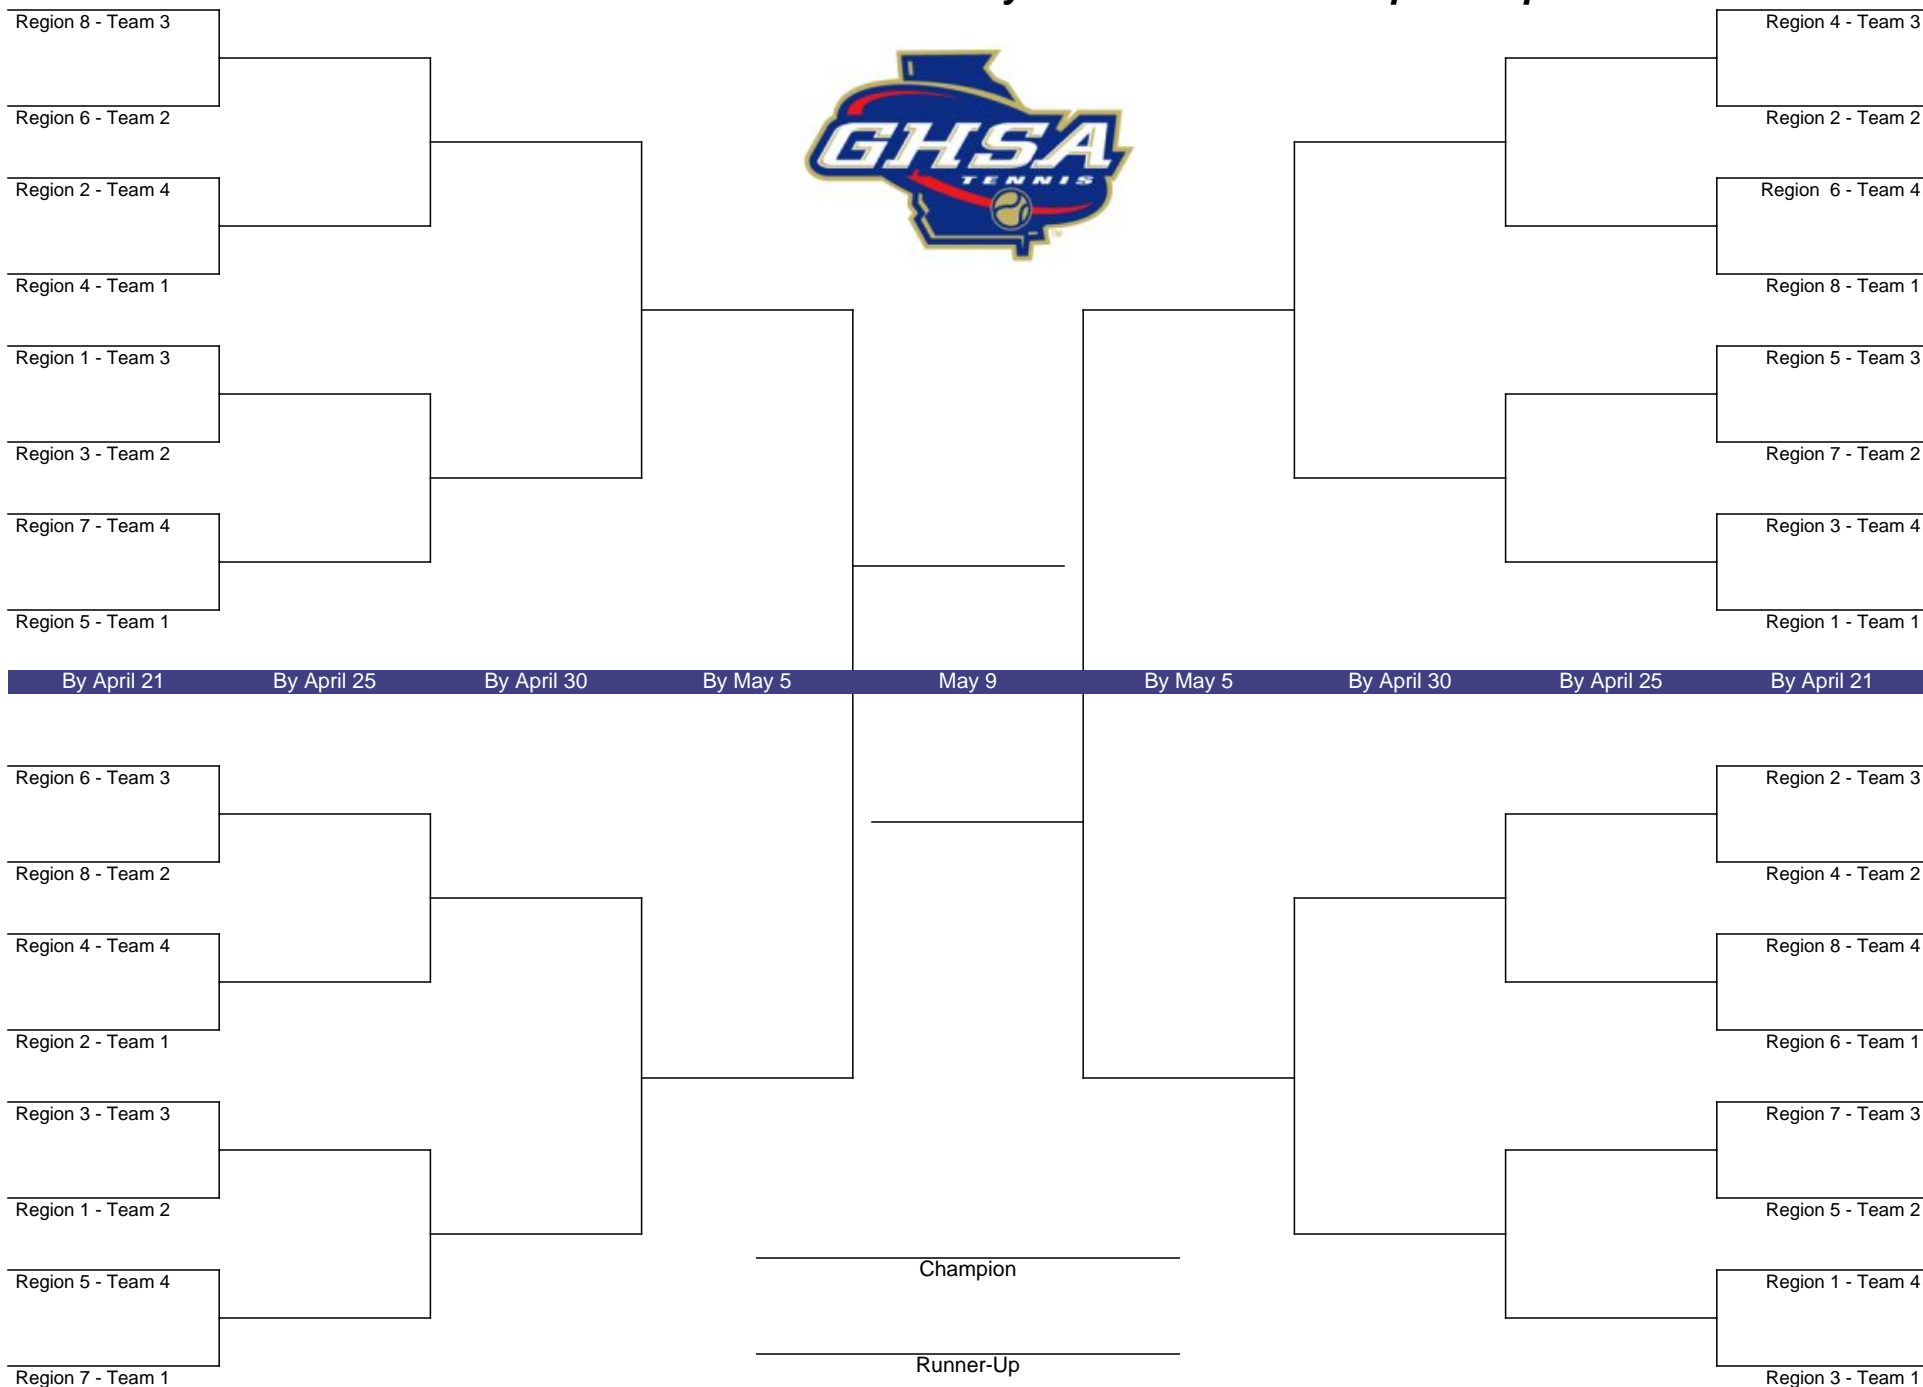 Region 8 - Team 3
Region 6 - Team 2
Region 2 - Team 4
Region 4 - Team 1
Region 1 - Team 3
Region 3 - Team 2
Region 7 - Team 4
Region 5 - Team 1
GHSA
TENNIS
TM
Region 4 - Team 3
Region 2 - Team 2
Region  6 - Team 4
Region 8 - Team 1
Region 5 - Team 3
Region 7 - Team 2
Region 3 - Team 4
Region 1 - Team 1
By April 21 By April 25 By April 30 By May 5 May 9 By May 5 By April 30 By April 25 By April 21
Region 6 - Team 3
Region 8 - Team 2
Region 4 - Team 4
Region 2 - Team 1
Region 3 - Team 3
Region 1 - Team 2
Region 5 - Team 4
Region 7 - Team 1
Champion
Runner-Up
Region 2 - Team 3
Region 4 - Team 2
Region 8 - Team 4
Region 6 - Team 1
Region 7 - Team 3
Region 5 - Team 2
Region 1 - Team 4
Region 3 - Team 1